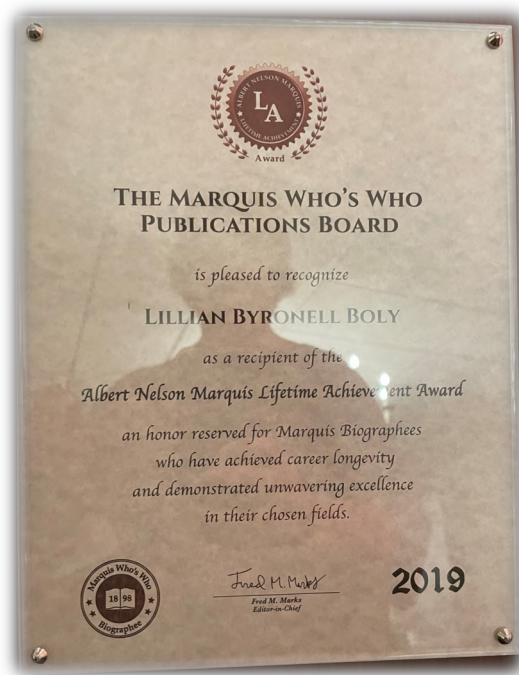 ALBERT NELSON MARQUIS
LA
LIFETIME ACHIEVEMENT
Award
THE MARQUIS WHO'S WHO
PUBLICATIONS BOARD
is pleased to recognize
LILLIAN BYRONELL BOLY
as a recipient of the
Albert Nelson Marquis Lifetime Achievement Award
an honor reserved for Marquis Biographees
who have achieved career longevity
and demonstrated unwavering excellence
in their chosen fields.
Marquis Who's Who
18 98
Biographee
Fred M. Marks
Fred M. Marks
Editor-in-Chief
2019